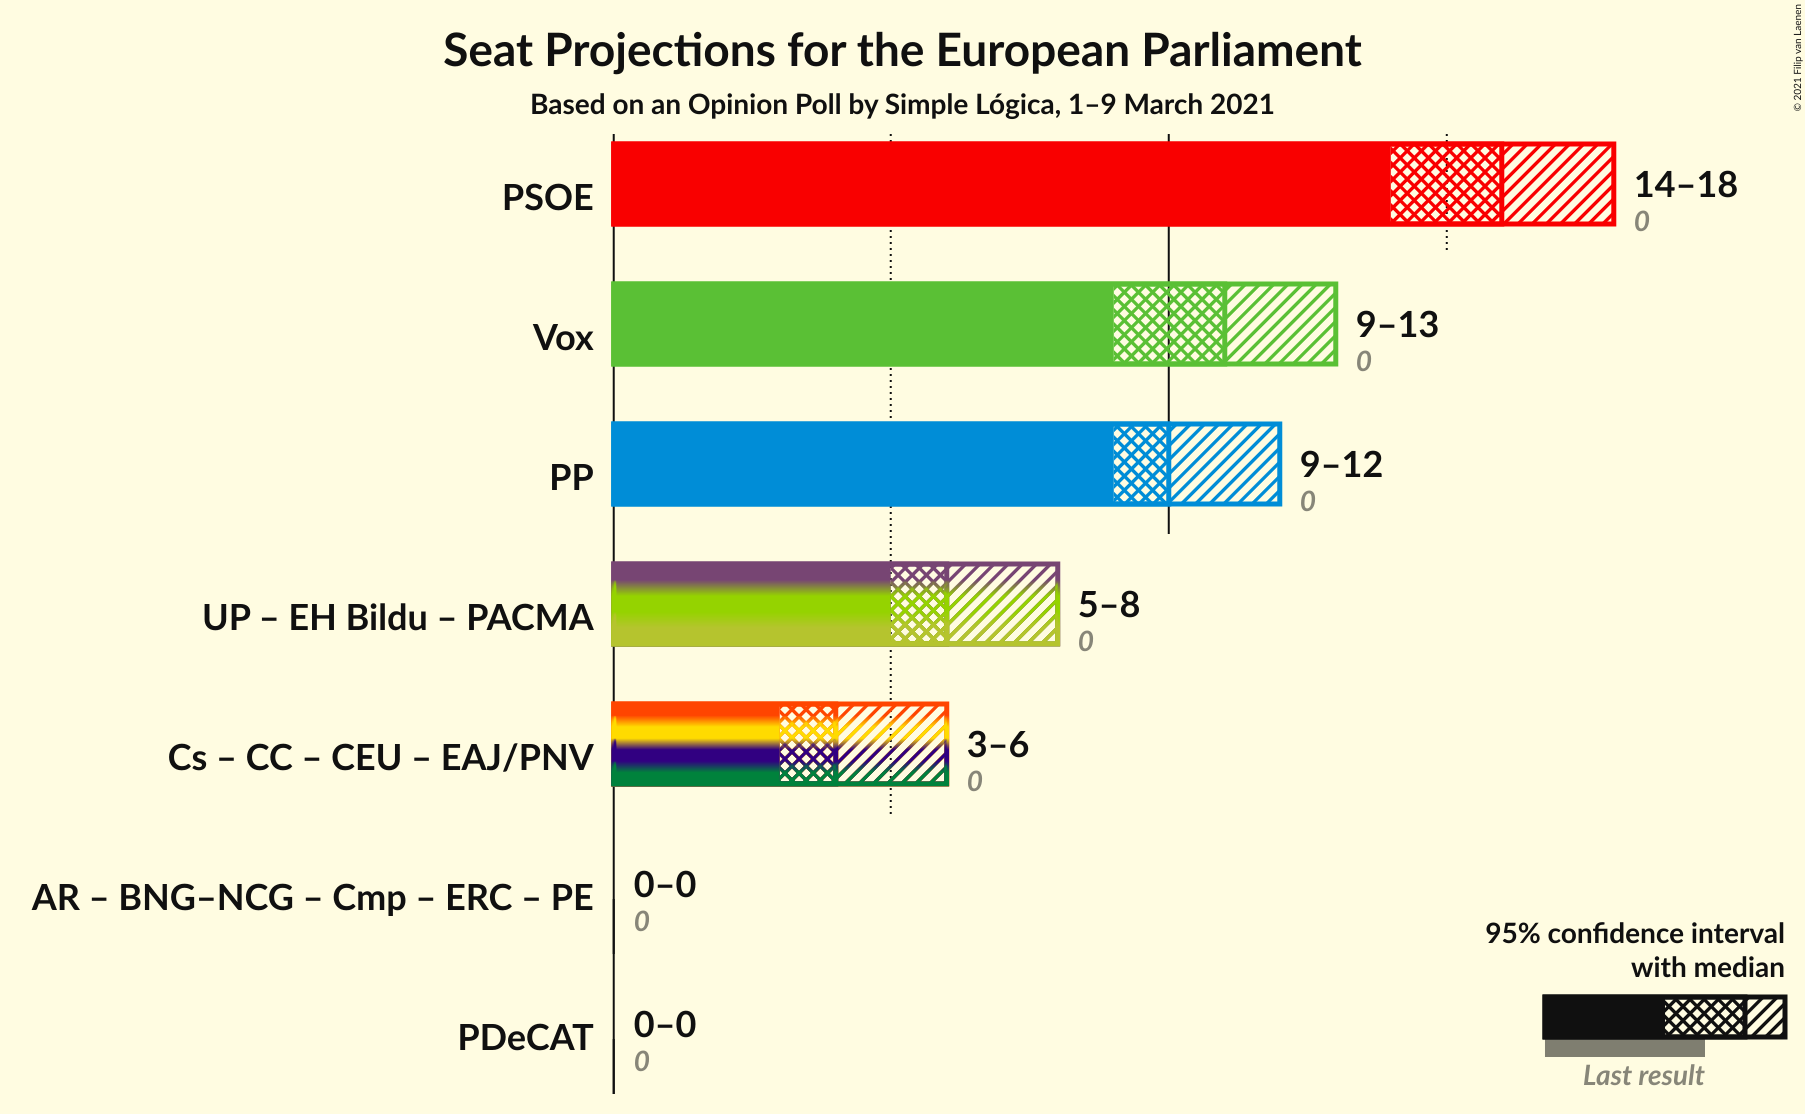 Seat Projections for the European Parliament
Based on an Opinion Poll by Simple Lógica, 1–9 March 2021
© 2021 Filip van Laenen
PSOE
14–18
0
Vox
9–13
0
PP
9–12
0
UP – EH Bildu – PACMA
5–8
0
Cs – CC – CEU – EAJ/PNV
3–6
0
AR – BNG–NCG – Cmp – ERC – PE
0–0
0
PDeCAT
0–0
0
95% confidence interval
with median
Last result